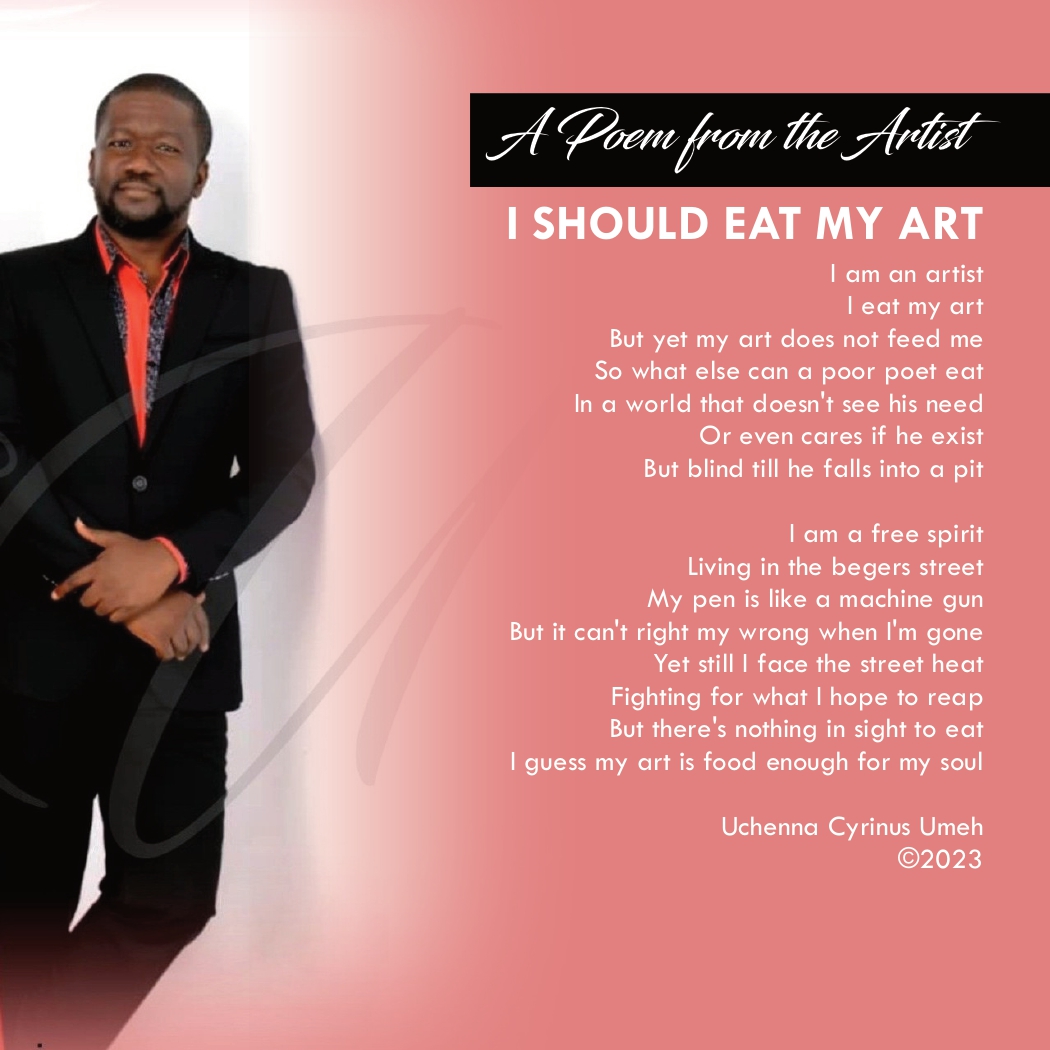 A Poem from the Artist
I SHOULD EAT MY ART
I am an artist
I eat my art
But yet my art does not feed me
So what else can a poor poet eat
In a world that doesn't see his need
Or even cares if he exist
But blind till he falls into a pit
I am a free spirit
Living in the begers street
My pen is like a machine gun
But it can't right my wrong when I'm gone
Yet still I face the street heat
Fighting for what I hope to reap
But there's nothing in sight to eat
I guess my art is food enough for my soul
Uchenna Cyrinus Umeh
©2023